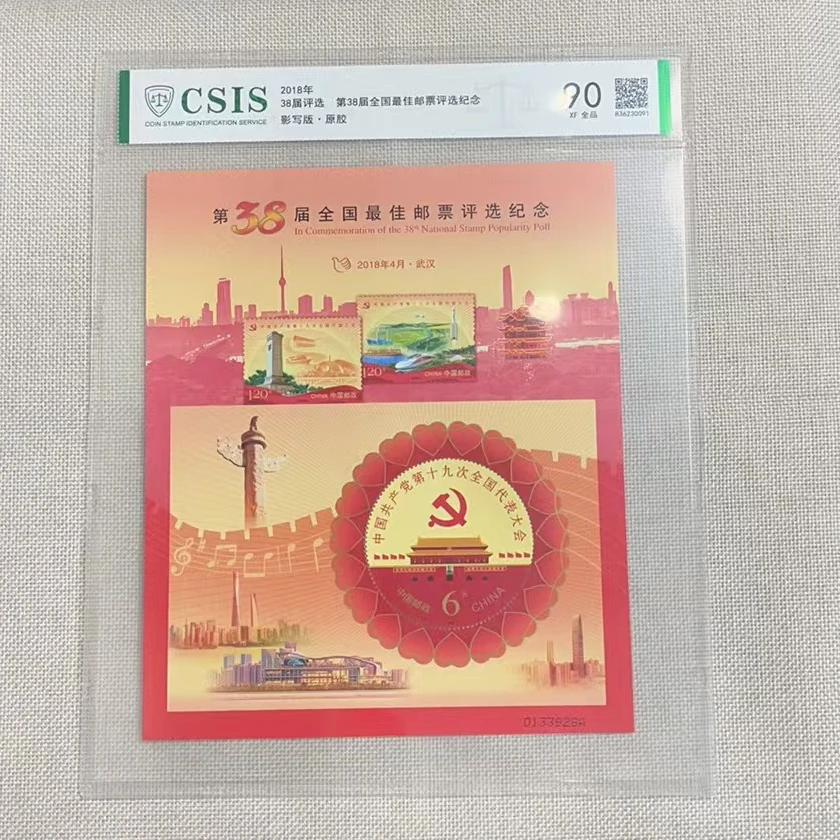 CSIS
COIN STAMP IDENTIFICATION SERVICE
2018年
38届评选 第38届全国最佳邮票评选纪念
影写版·原胶
90
XF 全品
836230091
第38届全国最佳邮票评选纪念
In Commemoration of the 38th National Stamp Popularity Poll
2018年4月·武汉
1.20
CHINA 中国邮政
1.20
CHINA 中国邮政
中国共产党第十九次全国代表大会
中国邮政 6元 CHINA